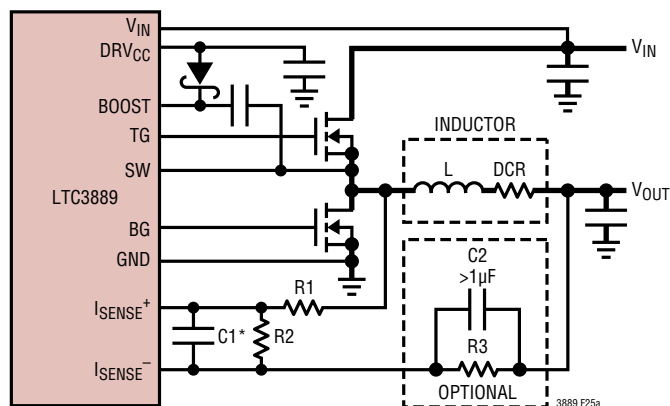 V_IN
DRV_CC
BOOST
TG
SW
LTC3889
BG
GND
I_SENSE^+
I_SENSE^–
C1*
R2
R1
V_IN
INDUCTOR
L
DCR
V_OUT
C2
>1µF
R3
OPTIONAL
3889 F25a